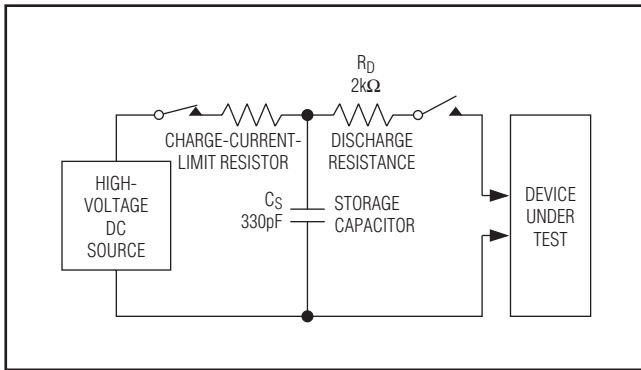 R_D
2kΩ
CHARGE-CURRENT-
LIMIT RESISTOR
DISCHARGE
RESISTANCE
HIGH-
VOLTAGE
DC
SOURCE
C_S
330pF
STORAGE
CAPACITOR
DEVICE
UNDER
TEST